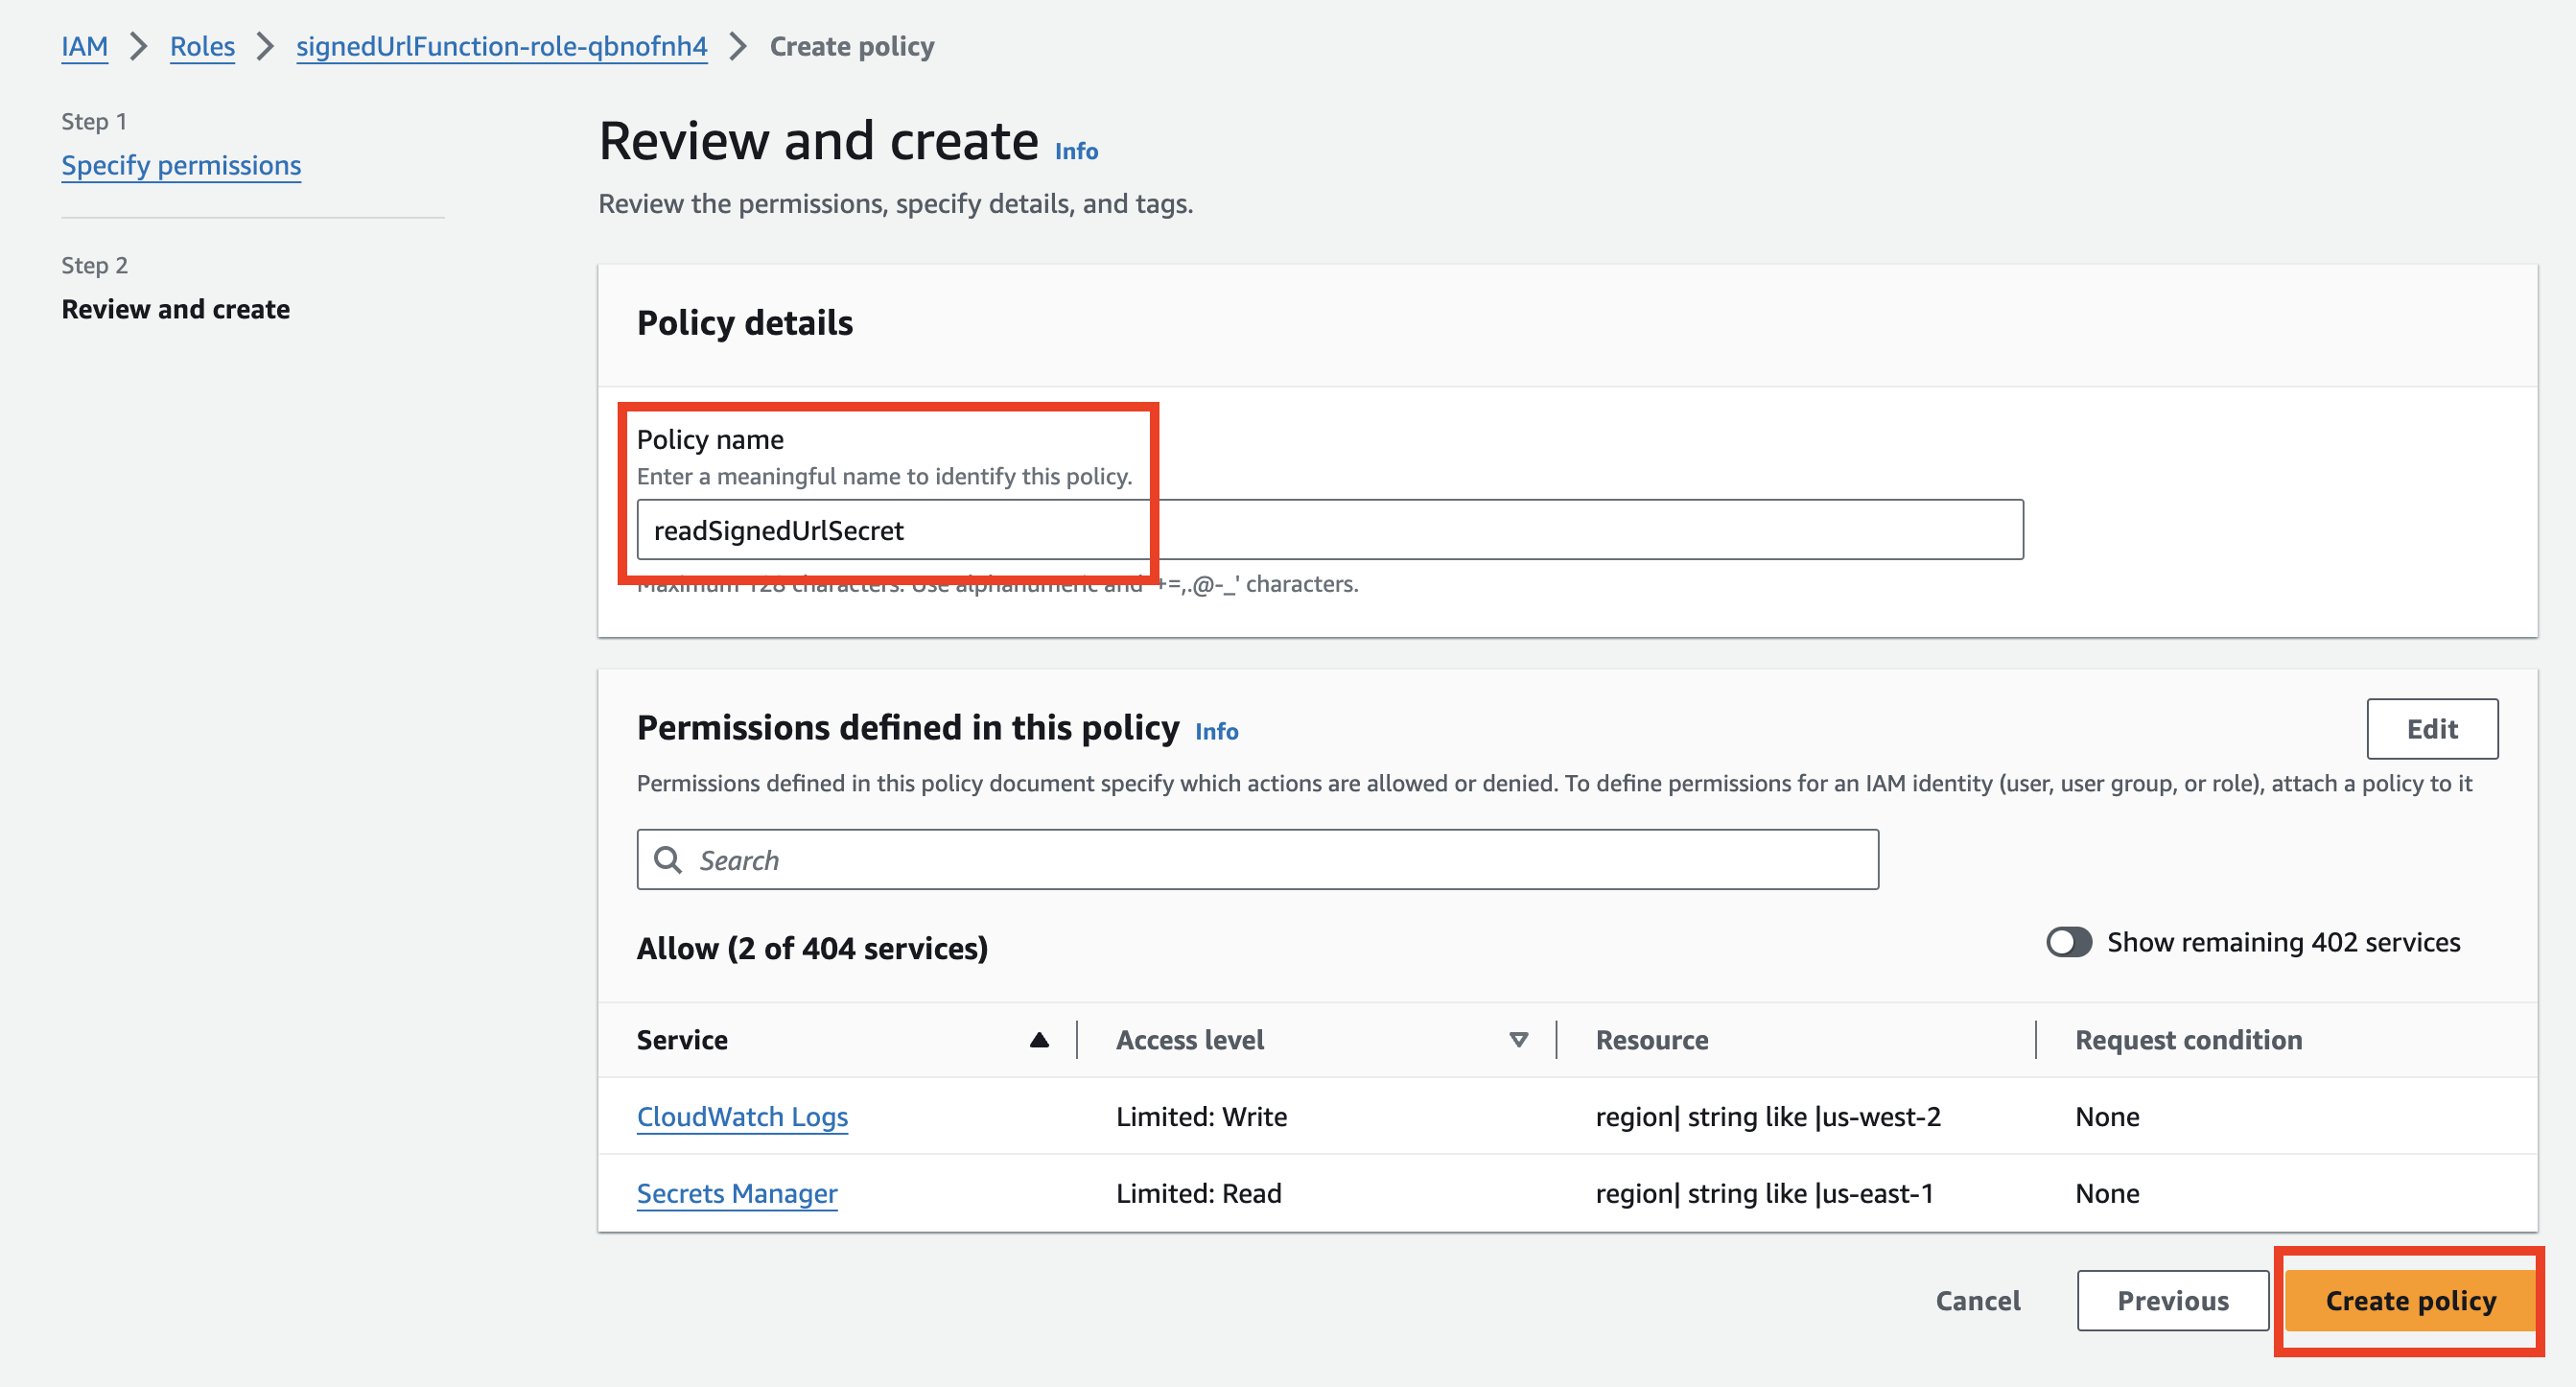 IAM > Roles > signedUrlFunction-role-qbnofnh4 > Create policy
Step 1
Specify permissions
Step 2
Review and create
Review and create Info
Review the permissions, specify details, and tags.
Policy details
Policy name
Enter a meaningful name to identify this policy.
readSignedUrlSecret
Maximum 128 characters. Use alphanumeric and '+=,.@-_' characters.
Permissions defined in this policy Info
Edit
Permissions defined in this policy document specify which actions are allowed or denied. To define permissions for an IAM identity (user, user group, or role), attach a policy to it
Search
Allow (2 of 404 services)
Show remaining 402 services
Service Access level Resource Request condition
CloudWatch Logs Limited: Write region| string like |us-west-2 None
Secrets Manager Limited: Read region| string like |us-east-1 None
Cancel Previous Create policy